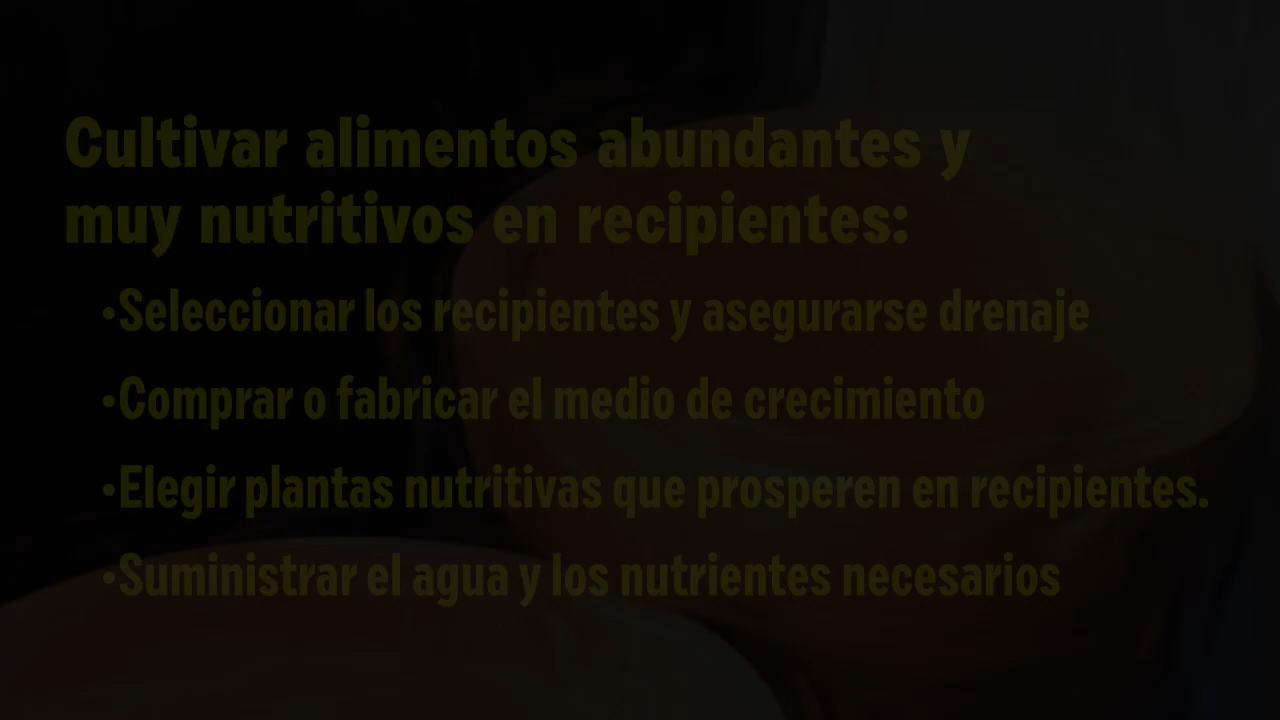 Cultivar alimentos abundantes y
muy nutritivos en recipientes:
•Seleccionar los recipientes y asegurarse drenaje
•Comprar o fabricar el medio de crecimiento
•Elegir plantas nutritivas que prosperen en recipientes.
•Suministrar el agua y los nutrientes necesarios